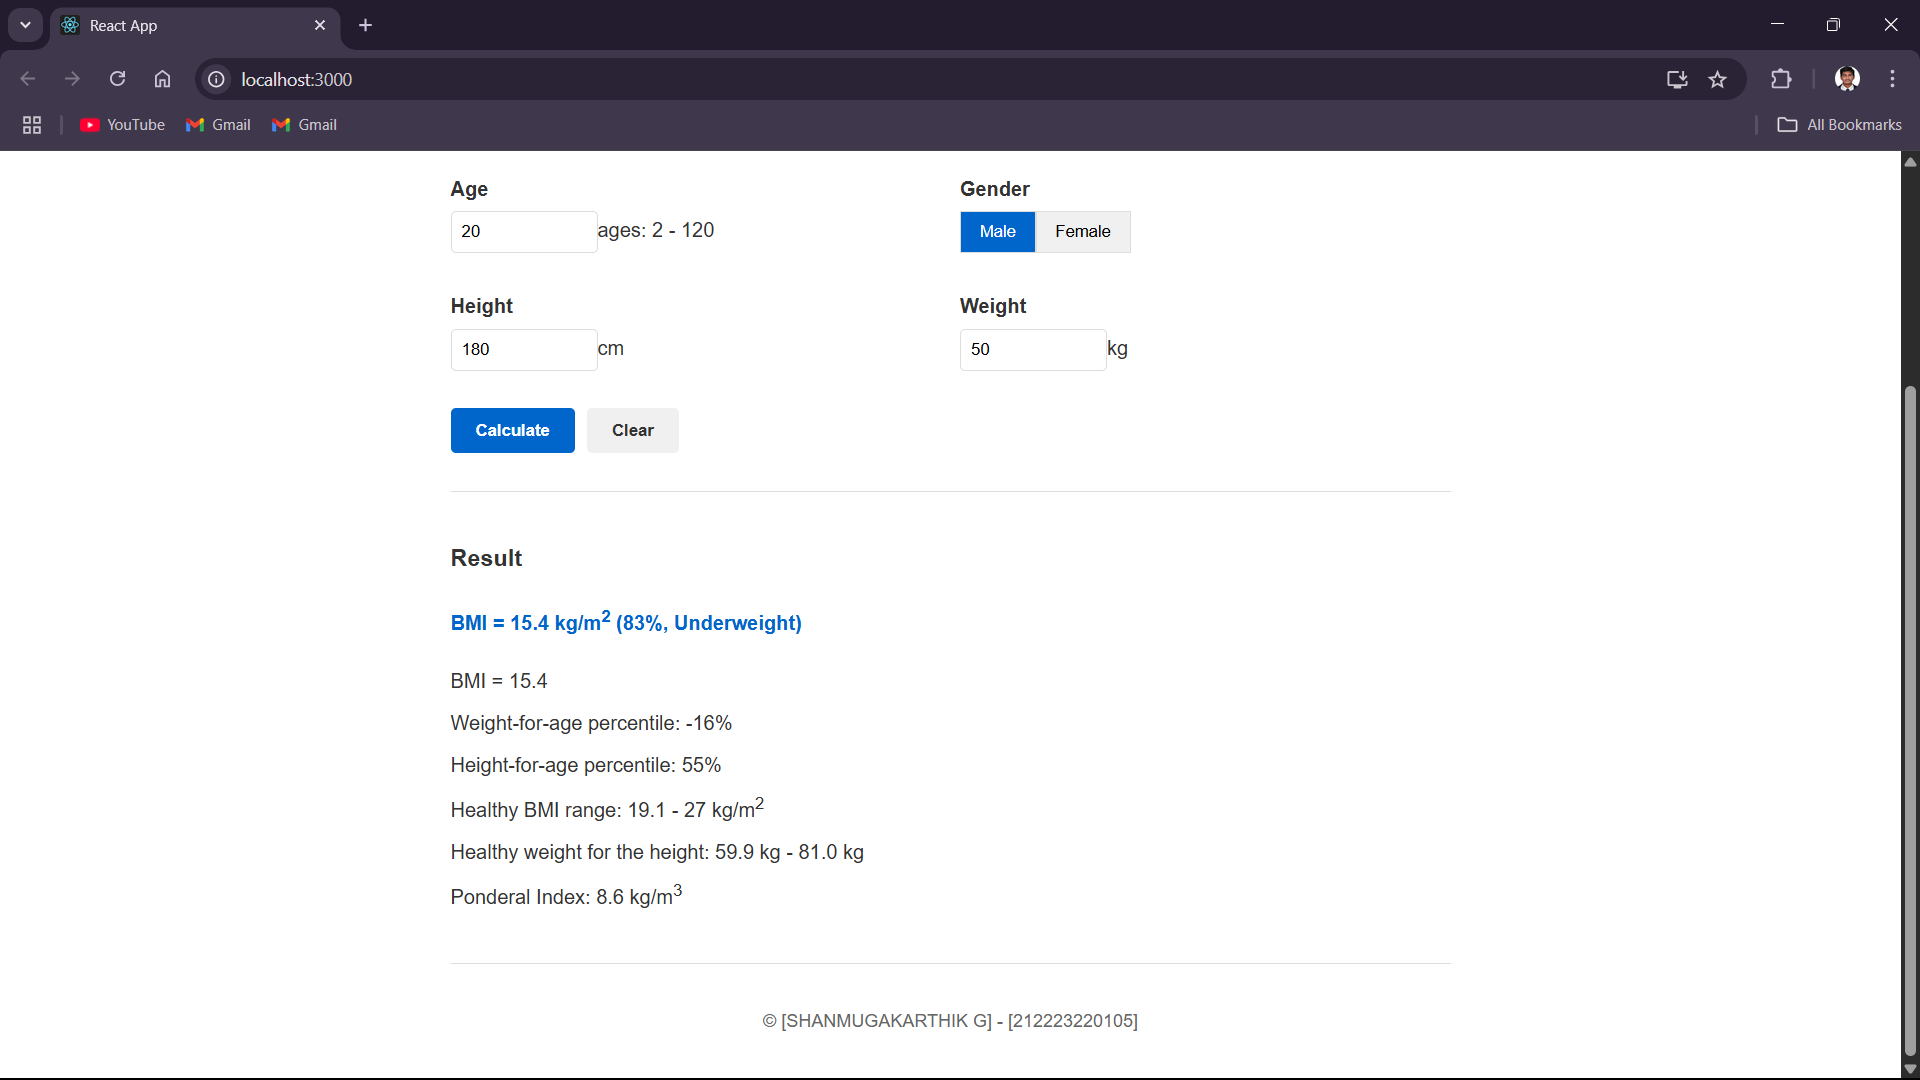 React App
localhost:3000
YouTube Gmail Gmail All Bookmarks
Age Gender
20 ages: 2 - 120 Male Female
Height Weight
180 cm 50 kg
Calculate Clear
Result
BMI = 15.4 kg/m² (83%, Underweight)
BMI = 15.4
Weight-for-age percentile: -16%
Height-for-age percentile: 55%
Healthy BMI range: 19.1 - 27 kg/m²
Healthy weight for the height: 59.9 kg - 81.0 kg
Ponderal Index: 8.6 kg/m³
© [SHANMUGAKARTHIK G] - [212223220105]